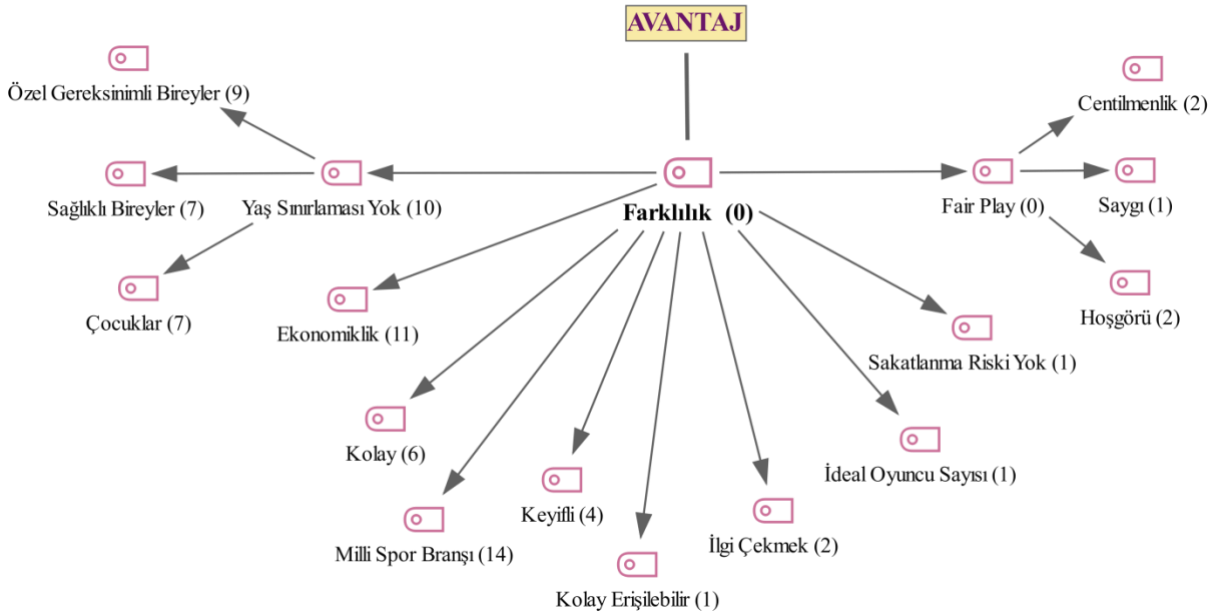 AVANTAJ
Özel Gereksinimli Bireyler (9)
Centilmenlik (2)
Sağlıklı Bireyler (7)
Yaş Sınırlaması Yok (10)
Farklılık (0)
Fair Play (0)
Saygı (1)
Çocuklar (7)
Ekonomiklik (11)
Hoşgörü (2)
Sakatlanma Riski Yok (1)
Kolay (6)
İdeal Oyuncu Sayısı (1)
Keyifli (4)
Milli Spor Branşı (14)
İlgi Çekmek (2)
Kolay Erişilebilir (1)